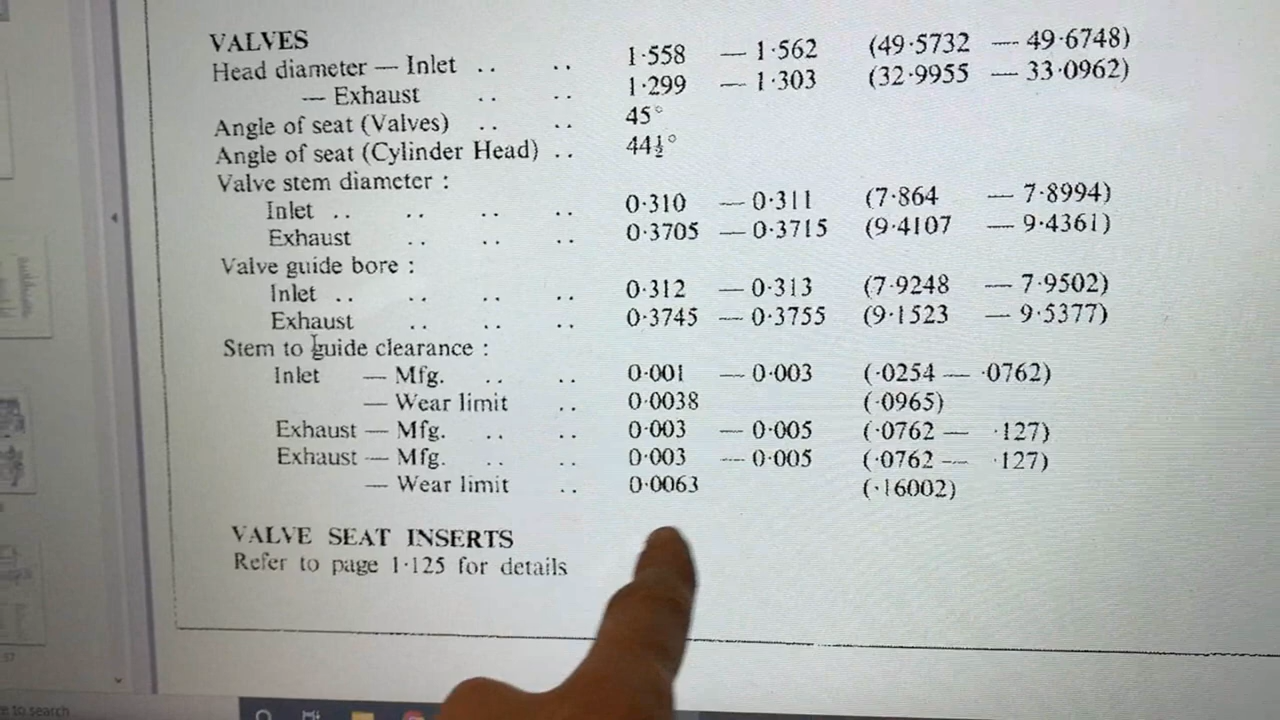 VALVES
Head diameter — Inlet .. .. 1·558 — 1·562 (49·5732 — 49·6748)
— Exhaust .. .. 1·299 — 1·303 (32·9955 — 33·0962)
Angle of seat (Valves) .. .. 45°
Angle of seat (Cylinder Head) .. 44½°
Valve stem diameter :
Inlet .. .. .. .. 0·310 — 0·311 (7·864 — 7·8994)
Exhaust .. .. .. 0·3705 — 0·3715 (9·4107 — 9·4361)
Valve guide bore :
Inlet .. .. .. .. 0·312 — 0·313 (7·9248 — 7·9502)
Exhaust .. .. .. 0·3745 — 0·3755 (9·1523 — 9·5377)
Stem to guide clearance :
Inlet — Mfg. .. .. 0·001 — 0·003 (·0254 — ·0762)
— Wear limit .. 0·0038 (·0965)
Exhaust — Mfg. .. .. 0·003 — 0·005 (·0762 — ·127)
Exhaust — Mfg. .. .. 0·003 — 0·005 (·0762 — ·127)
— Wear limit .. 0·0063 (·16002)
VALVE SEAT INSERTS
Refer to page 1·125 for details
57
to search